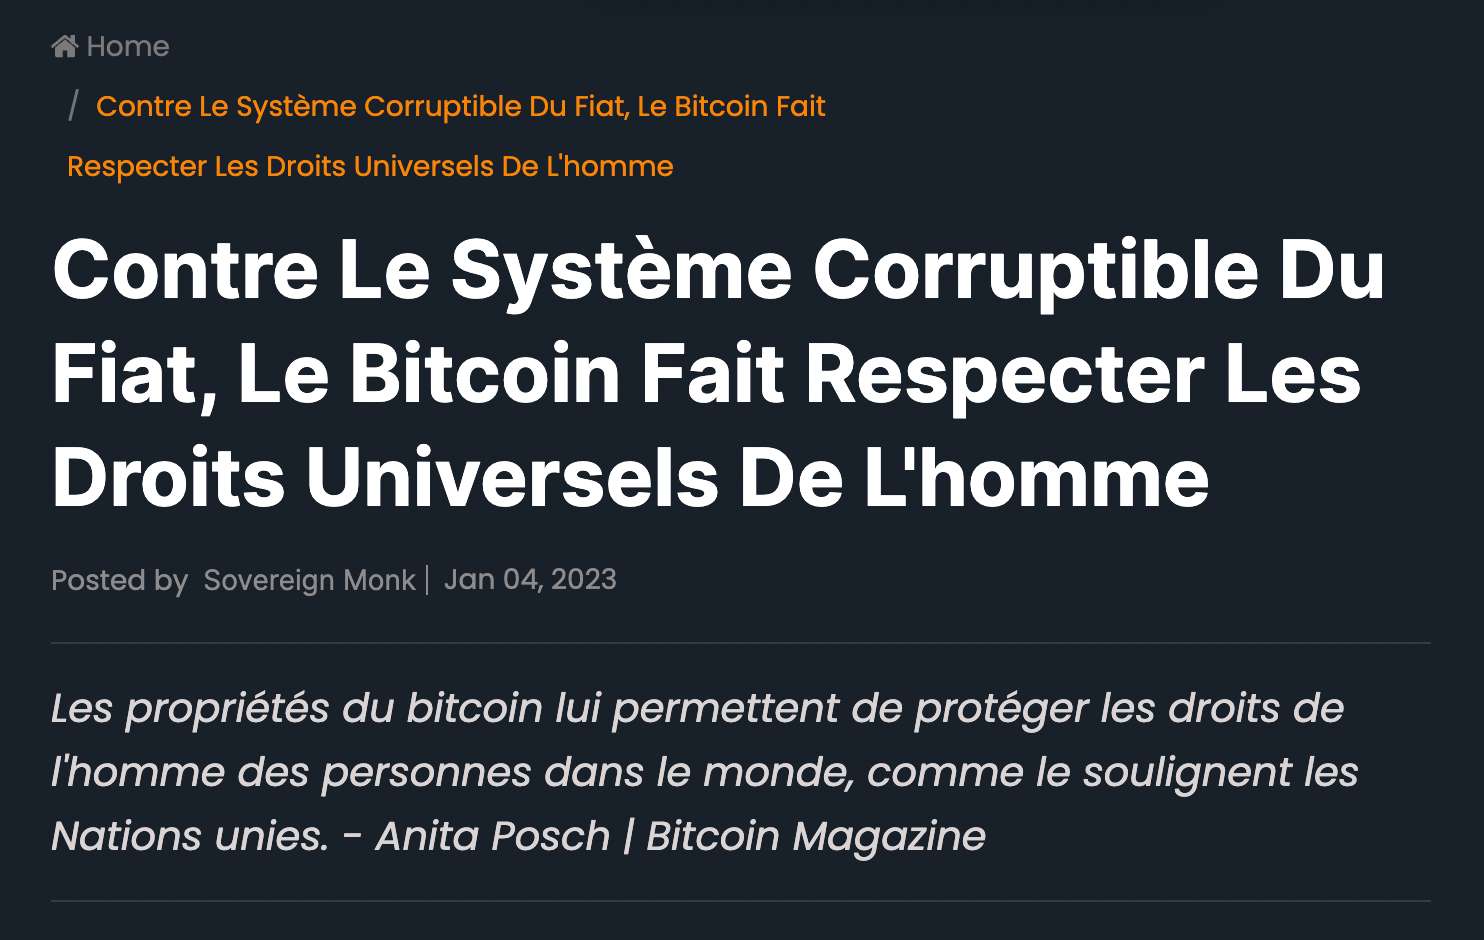 Home
/ Contre Le Système Corruptible Du Fiat, Le Bitcoin Fait
Respecter Les Droits Universels De L'homme
Contre Le Système Corruptible Du
Fiat, Le Bitcoin Fait Respecter Les
Droits Universels De L'homme
Posted by Sovereign Monk | Jan 04, 2023
Les propriétés du bitcoin lui permettent de protéger les droits de
l'homme des personnes dans le monde, comme le soulignent les
Nations unies. - Anita Posch | Bitcoin Magazine